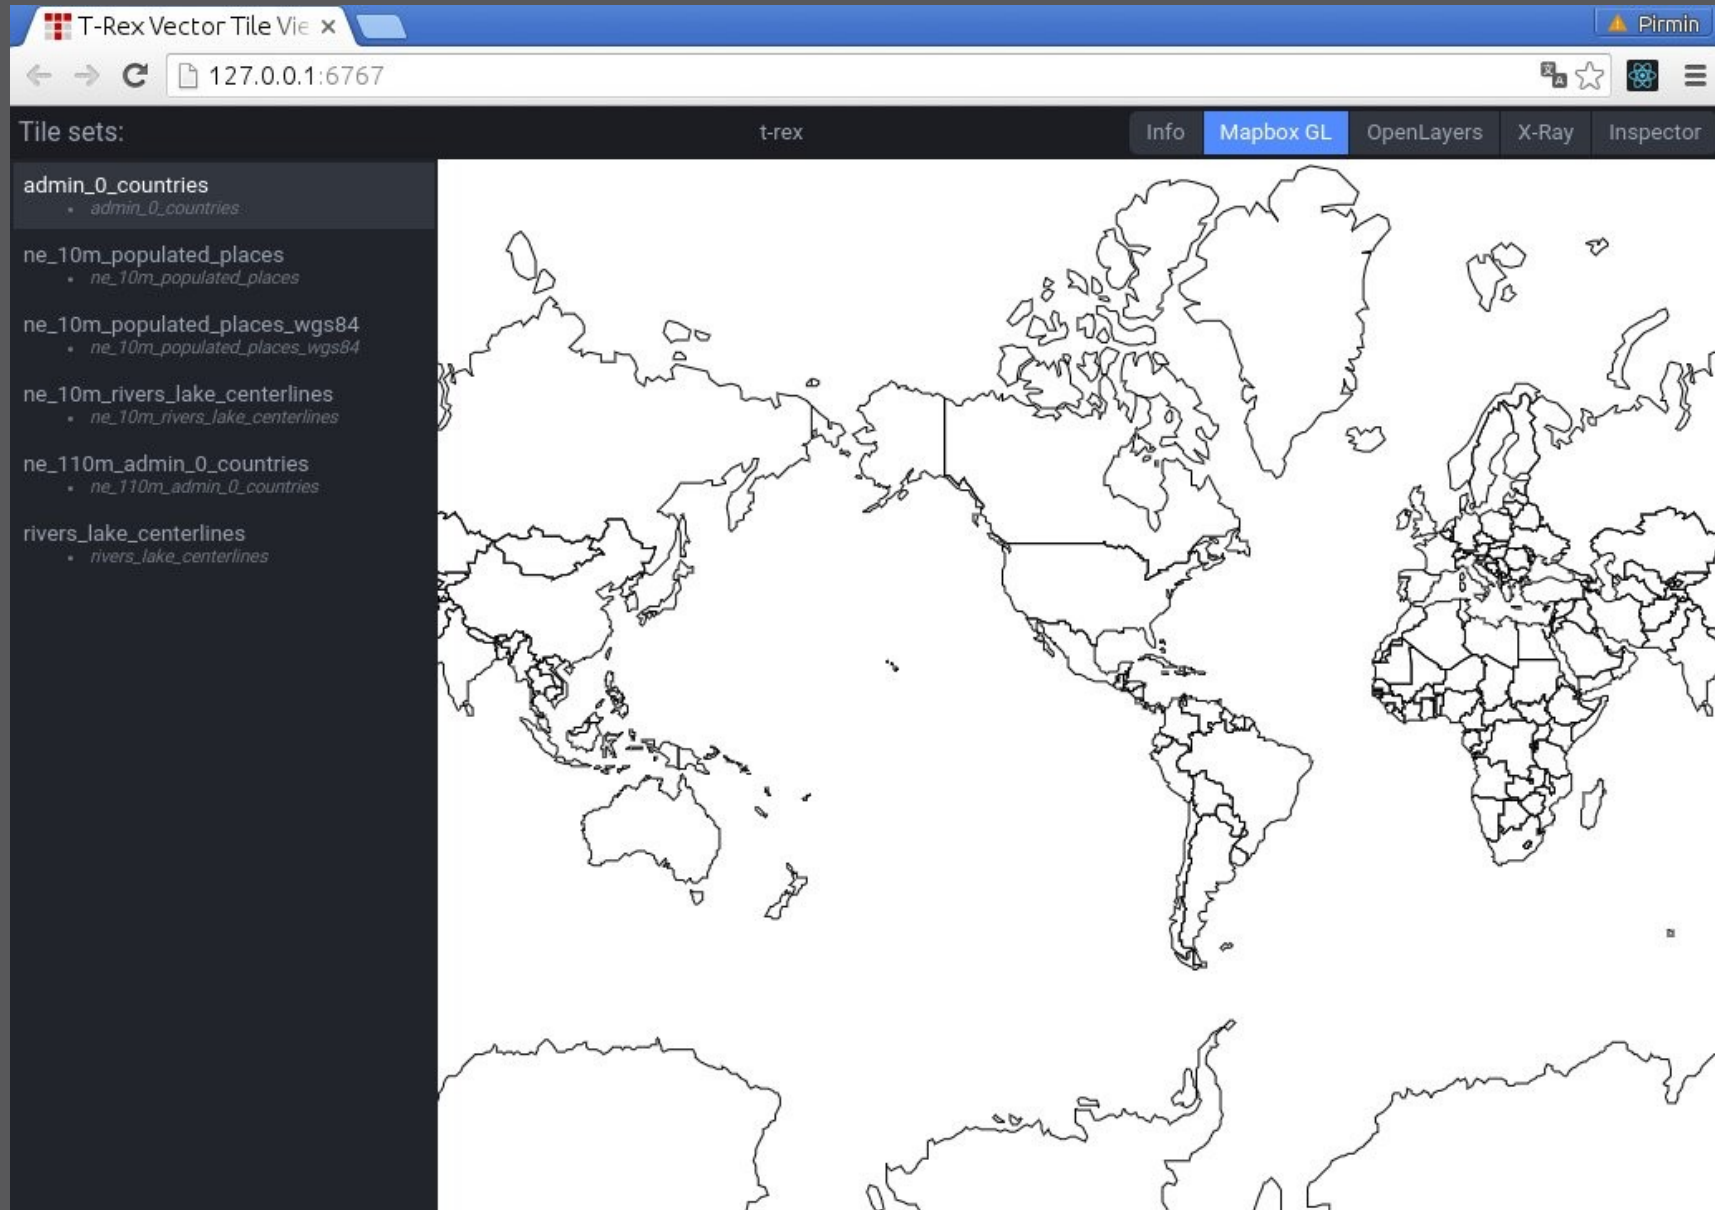 T-Rex Vector Tile Vie
Pirmin
127.0.0.1:6767
Tile sets:
t-rex
Info
Mapbox GL
OpenLayers
X-Ray
Inspector
admin_0_countries
admin_0_countries
ne_10m_populated_places
ne_10m_populated_places
ne_10m_populated_places_wgs84
ne_10m_populated_places_wgs84
ne_10m_rivers_lake_centerlines
ne_10m_rivers_lake_centerlines
ne_110m_admin_0_countries
ne_110m_admin_0_countries
rivers_lake_centerlines
rivers_lake_centerlines